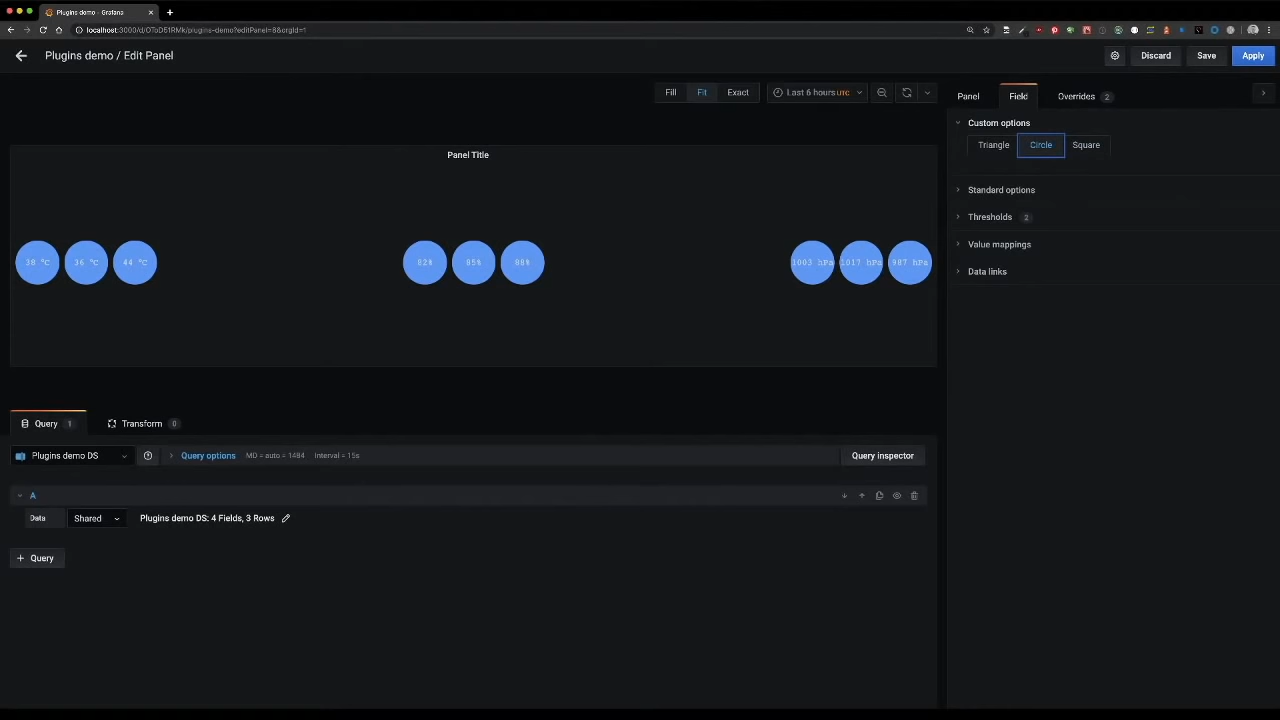 Plugins demo - Grafana
localhost:3000/d/OToD51RMk/plugins-demo?editPanel=8&orgId=1
Plugins demo / Edit Panel
Discard
Save
Apply
Fill
Fit
Exact
Last 6 hours UTC
Panel
Field
Overrides 2
Custom options
Triangle
Circle
Square
Panel Title
Standard options
Thresholds 2
Value mappings
Data links
38 °C
36 °C
44 °C
82%
85%
88%
1003 hPa
1017 hPa
987 hPa
Query 1
Transform 0
Plugins demo DS
Query options
MD = auto = 1484
Interval = 15s
Query inspector
A
Data
Shared
Plugins demo DS: 4 Fields, 3 Rows
+ Query